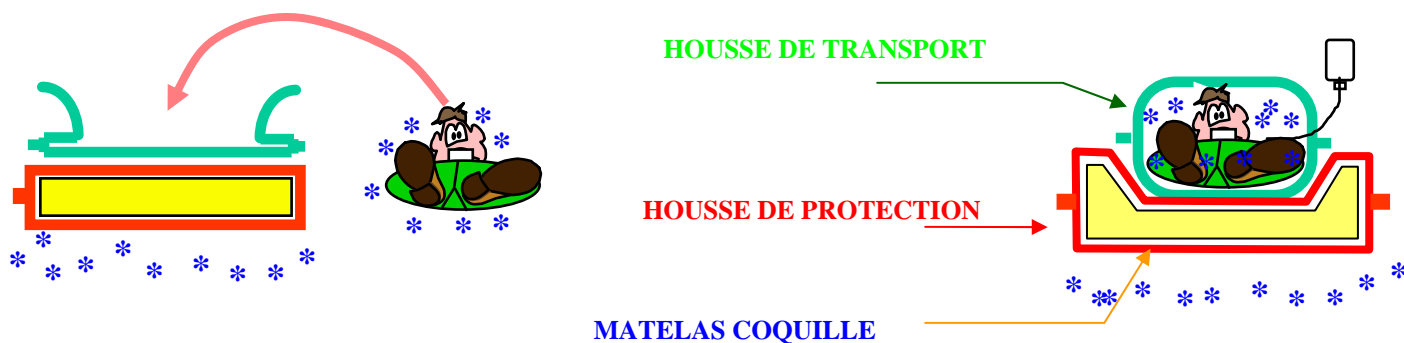 HOUSSE DE TRANSPORT
HOUSSE DE PROTECTION
MATELAS COQUILLE